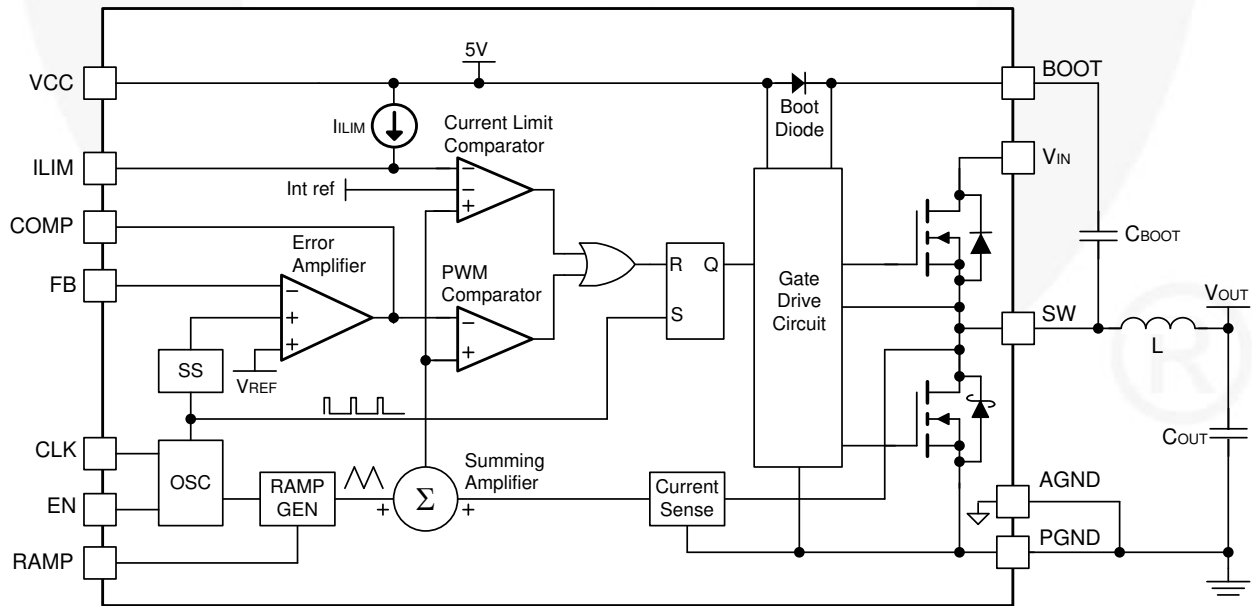 5V
VCC
BOOT
Boot
Diode
IILIM
Current Limit
Comparator
ILIM
VIN
Int ref
COMP
CBOOT
Error
Amplifier
R
Q
FB
PWM
Comparator
Gate
Drive
Circuit
S
SW
VOUT
L
SS
VREF
CLK
OSC
COUT
Summing
Amplifier
AGND
RAMP
GEN
Σ
Current
Sense
EN
PGND
RAMP
−
−
+
−
+
+
−
+
+
+
®